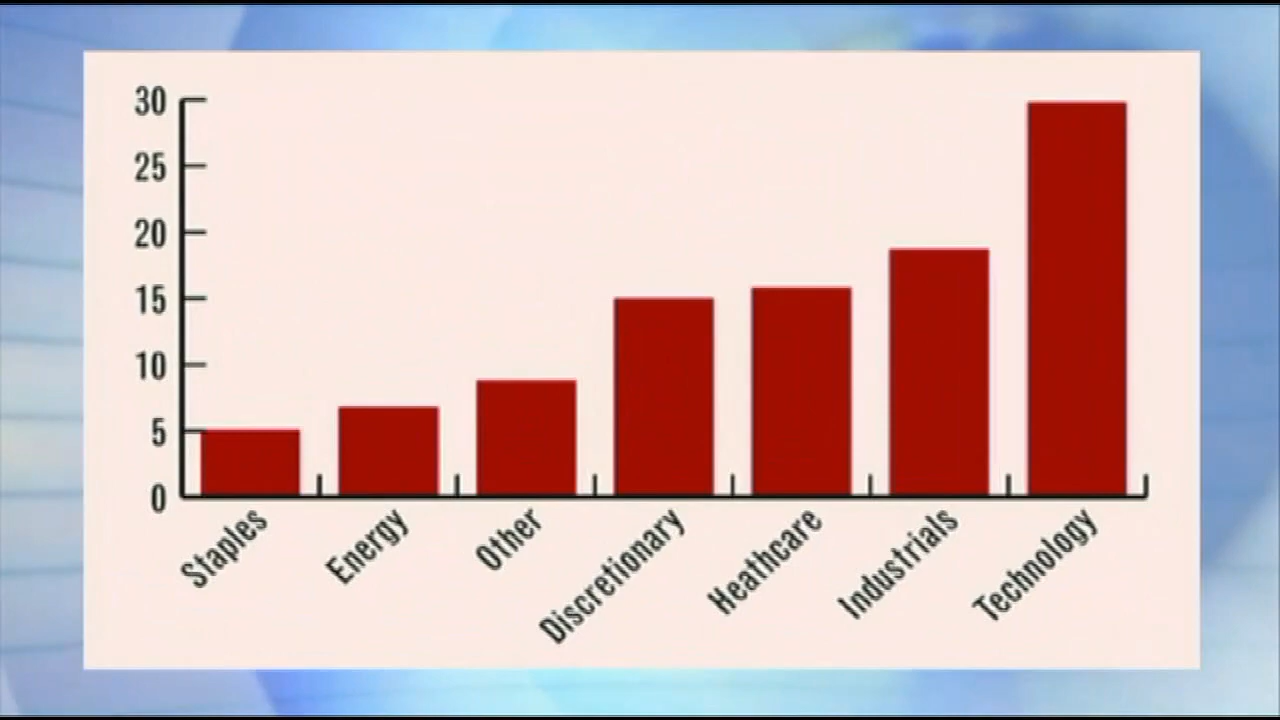 30
25
20
15
10
5
0
Staples
Energy
Other
Discretionary
Heathcare
Industrials
Technology